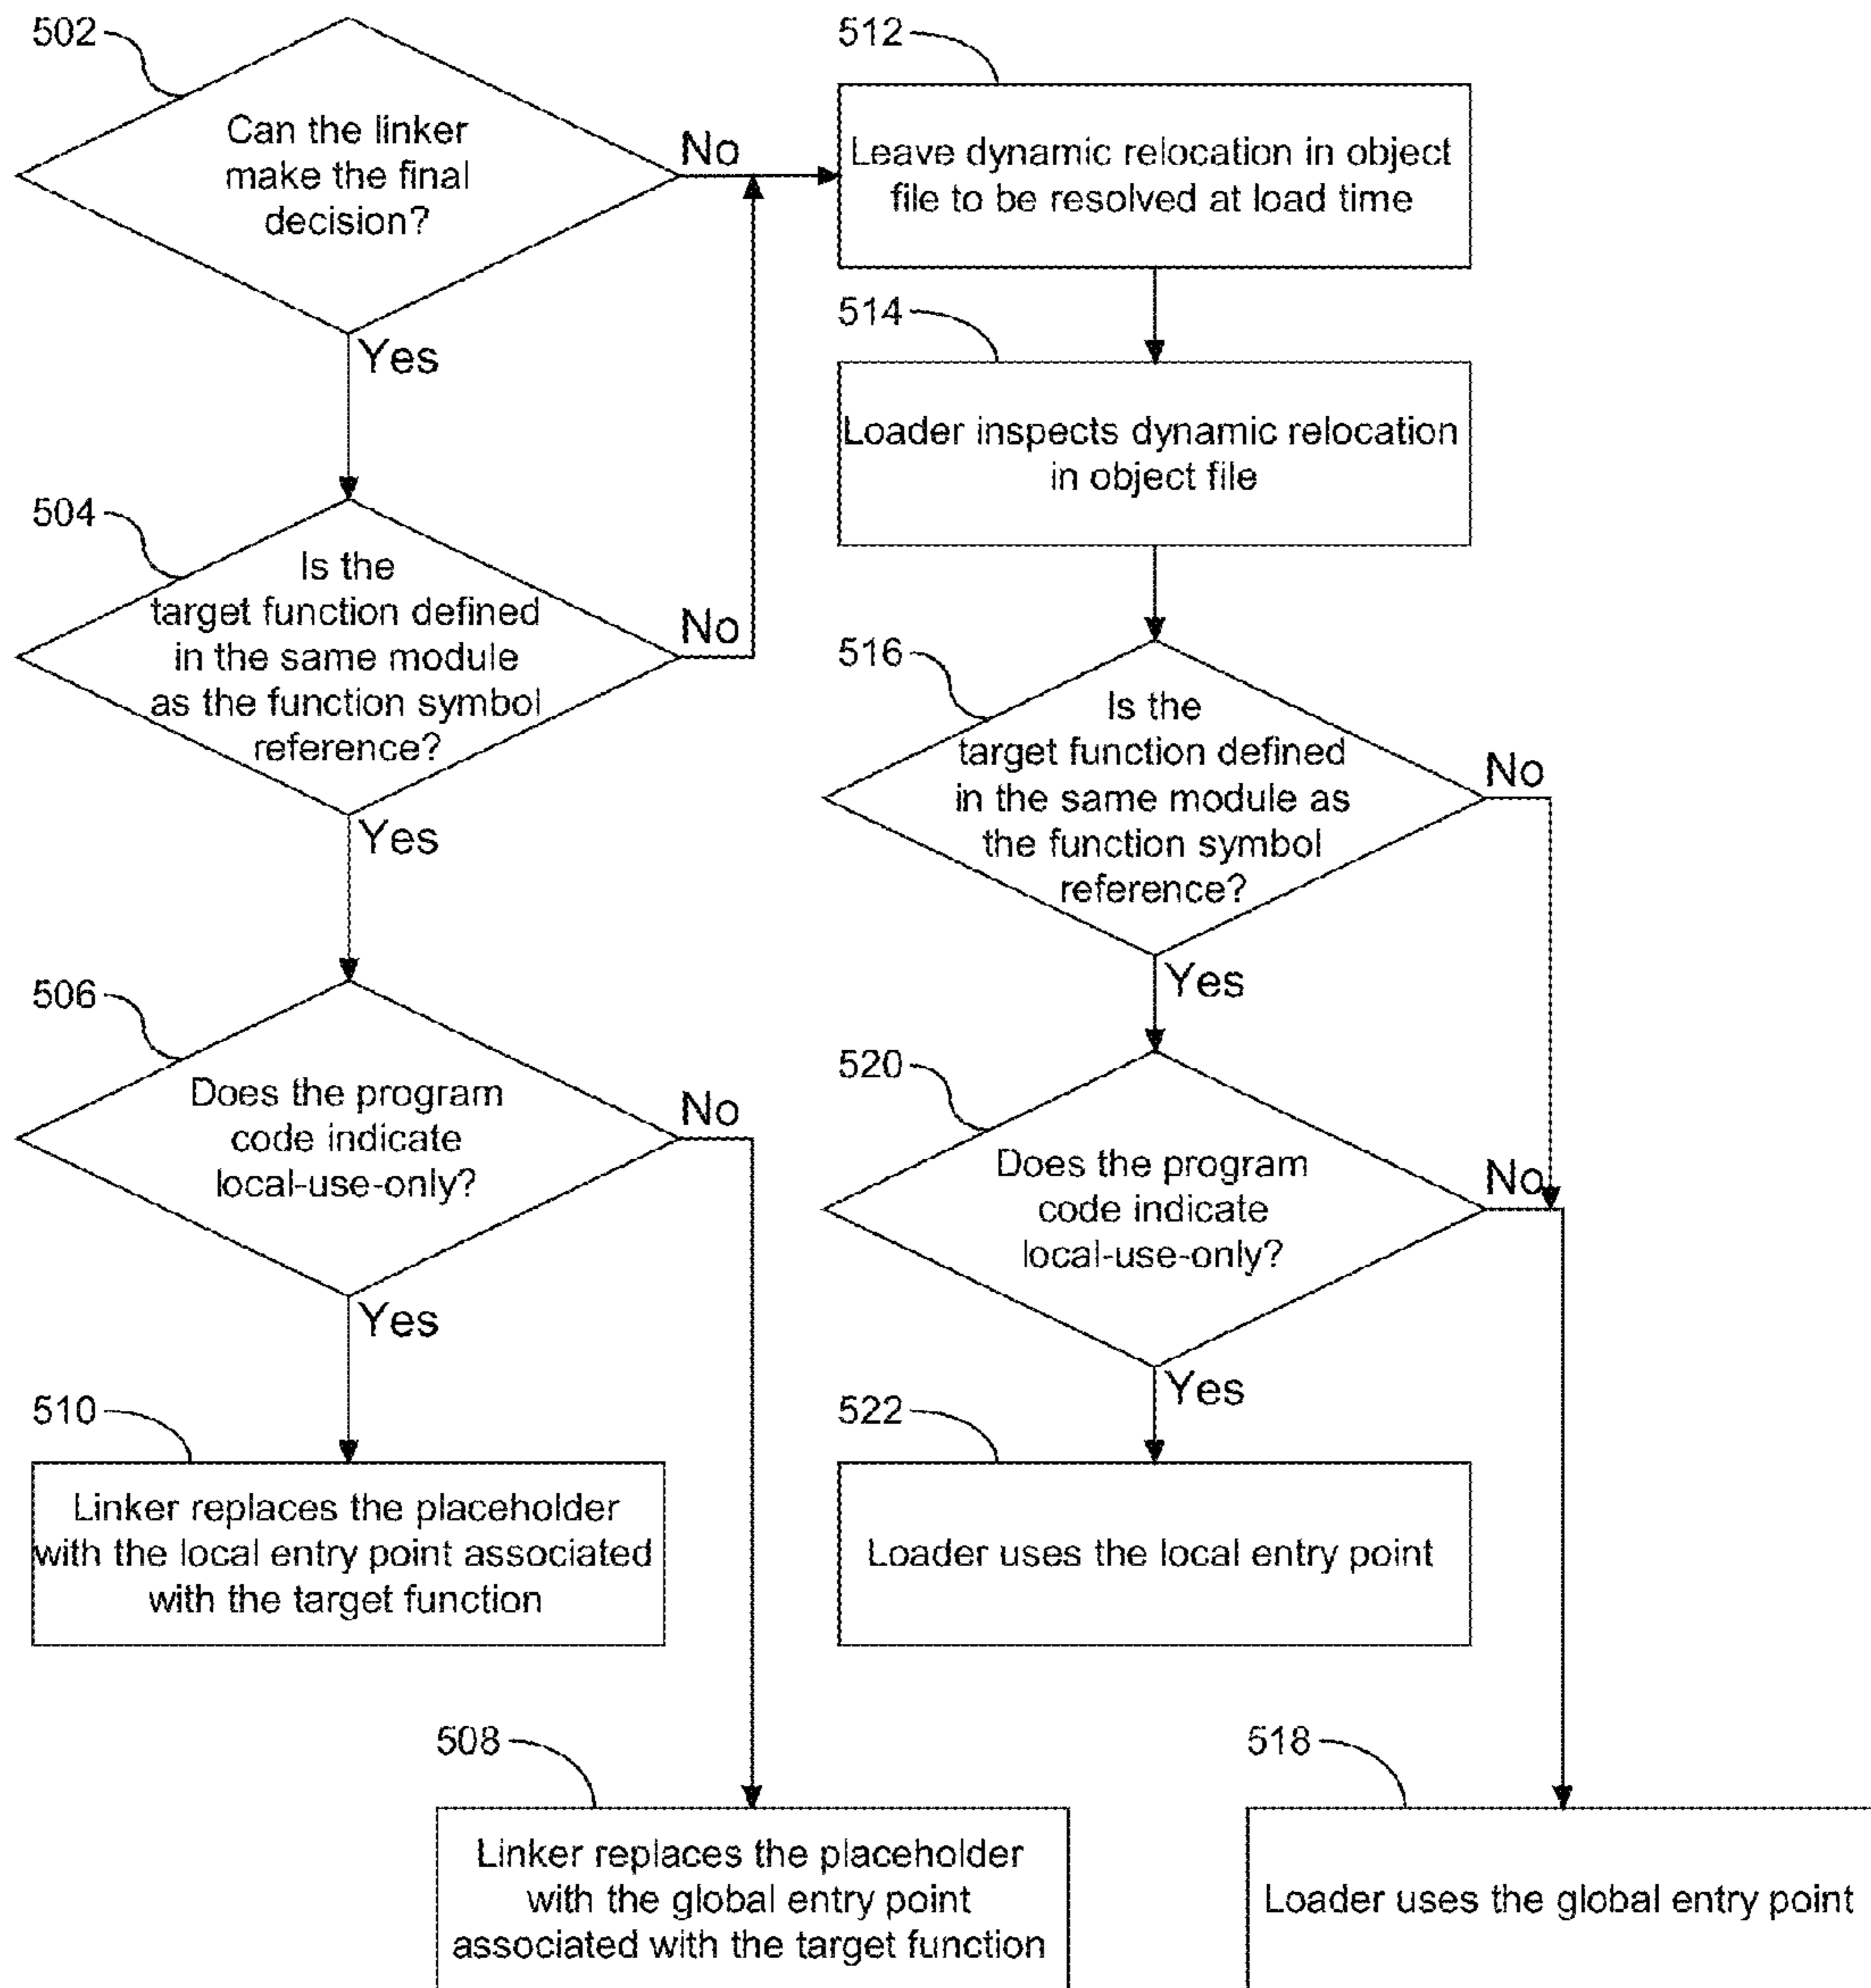 502
Can the linker
make the final
decision?
No
Yes
504
Is the
target function defined
in the same module
as the function symbol
reference?
No
Yes
506
Does the program
code indicate
local-use-only?
No
Yes
510
Linker replaces the placeholder
with the local entry point associated
with the target function
508
Linker replaces the placeholder
with the global entry point
associated with the target function
512
Leave dynamic relocation in object
file to be resolved at load time
514
Loader inspects dynamic relocation
in object file
516
Is the
target function defined
in the same module as
the function symbol
reference?
No
Yes
520
Does the program
code indicate
local-use-only?
No
Yes
522
Loader uses the local entry point
518
Loader uses the global entry point